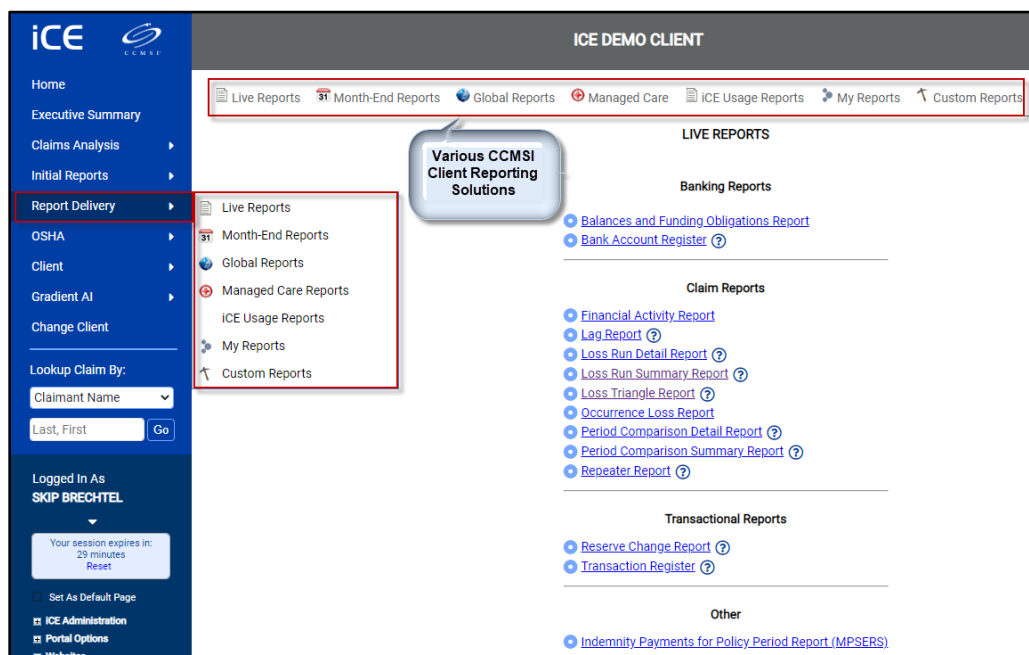 iCE
CCMSI
ICE DEMO CLIENT
Home
Executive Summary
Claims Analysis
Initial Reports
Report Delivery
OSHA
Client
Gradient AI
Change Client
Lookup Claim By:
Claimant Name
Last, First
Go
Logged In As
SKIP BRECHTEL
Your session expires in:
29 minutes
Reset
Set As Default Page
iCE Administration
Portal Options
Websites
Live Reports
31 Month-End Reports
Global Reports
Managed Care Reports
iCE Usage Reports
My Reports
Custom Reports
Live Reports 31 Month-End Reports Global Reports Managed Care iCE Usage Reports My Reports Custom Reports
Various CCMSI
Client Reporting
Solutions
LIVE REPORTS
Banking Reports
Balances and Funding Obligations Report
Bank Account Register ?
Claim Reports
Financial Activity Report
Lag Report ?
Loss Run Detail Report ?
Loss Run Summary Report ?
Loss Triangle Report ?
Occurrence Loss Report
Period Comparison Detail Report ?
Period Comparison Summary Report ?
Repeater Report ?
Transactional Reports
Reserve Change Report ?
Transaction Register ?
Other
Indemnity Payments for Policy Period Report (MPSERS)